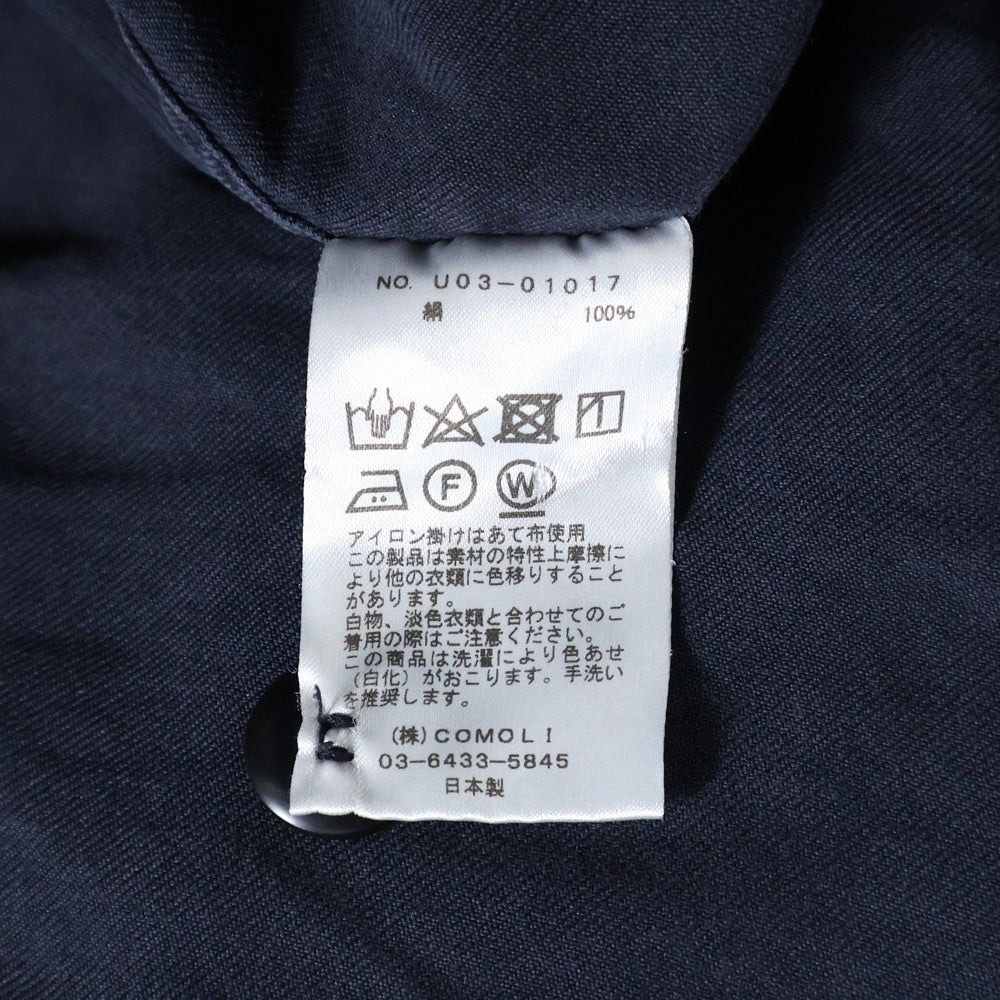 NO. U03-01017
絹 100%
F W
アイロン掛けはあて布使用
この製品は素材の特性上摩擦に
より他の衣類に色移りすること
があります。
白物、淡色衣類と合わせてのご
着用の際はご注意ください。
この商品は洗濯により色あせ
(白化)がおこります。手洗い
を推奨します。
(株)COMOLI
03-6433-5845
日本製